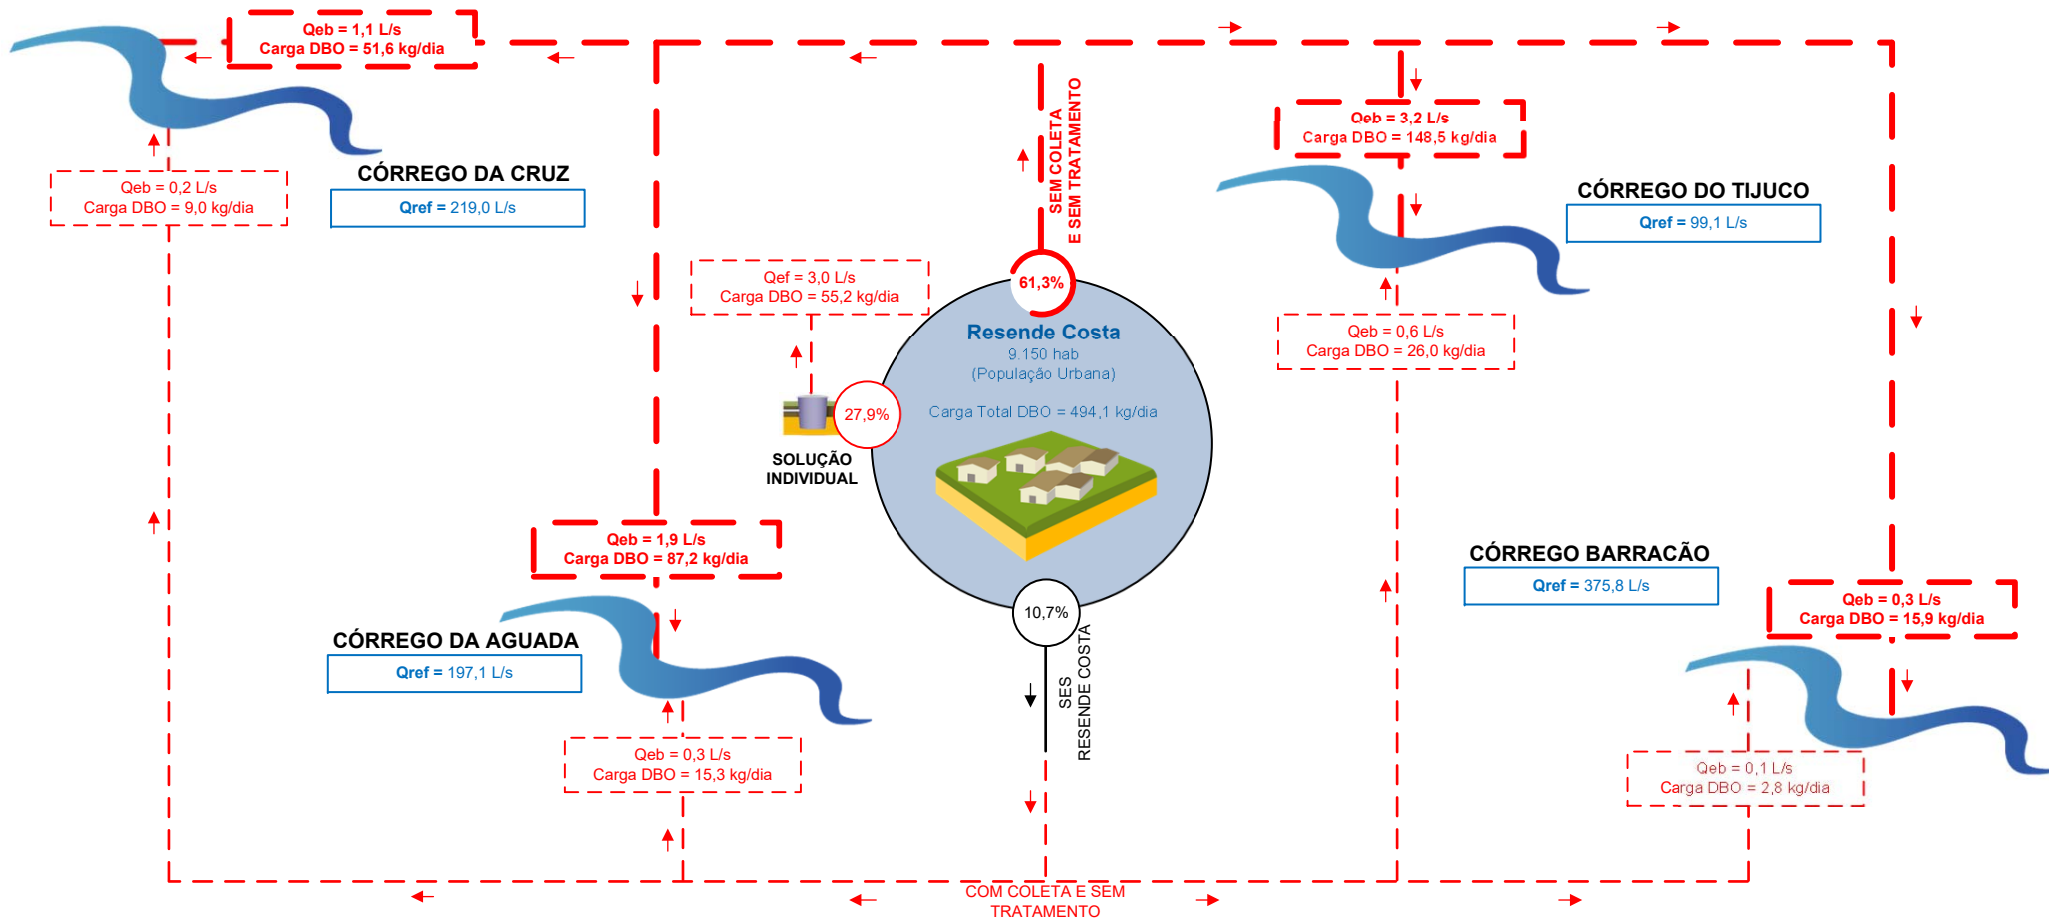 Qeb = 1,1 L/s
Carga DBO = 51,6 kg/dia
Qeb = 0,2 L/s
Carga DBO = 9,0 kg/dia
CÓRREGO DA CRUZ
Qref = 219,0 L/s
SEM COLETA
E SEM TRATAMENTO
Qeb = 3,2 L/s
Carga DBO = 148,5 kg/dia
CÓRREGO DO TIJUCO
Qref = 99,1 L/s
Qef = 3,0 L/s
Carga DBO = 55,2 kg/dia
61,3%
Resende Costa
9.150 hab
(População Urbana)
Carga Total DBO = 494,1 kg/dia
27,9%
SOLUÇÃO
INDIVIDUAL
Qeb = 0,6 L/s
Carga DBO = 26,0 kg/dia
Qeb = 1,9 L/s
Carga DBO = 87,2 kg/dia
CÓRREGO DA AGUADA
Qref = 197,1 L/s
10,7%
SES
RESENDE COSTA
CÓRREGO BARRACÃO
Qref = 375,8 L/s
Qeb = 0,3 L/s
Carga DBO = 15,9 kg/dia
Qeb = 0,3 L/s
Carga DBO = 15,3 kg/dia
Qeb = 0,1 L/s
Carga DBO = 2,8 kg/dia
COM COLETA E SEM
TRATAMENTO